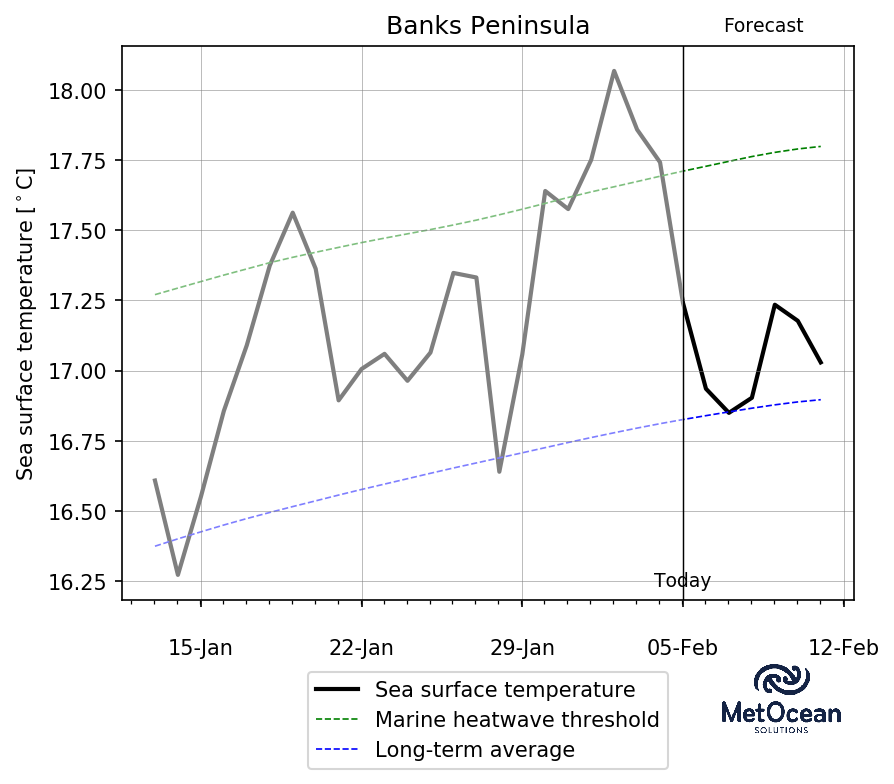 Banks Peninsula
Forecast
Sea surface temperature [°C]
18.00
17.75
17.50
17.25
17.00
16.75
16.50
16.25
Today
15-Jan
22-Jan
29-Jan
05-Feb
12-Feb
Sea surface temperature
Marine heatwave threshold
Long-term average
MetOcean
SOLUTIONS